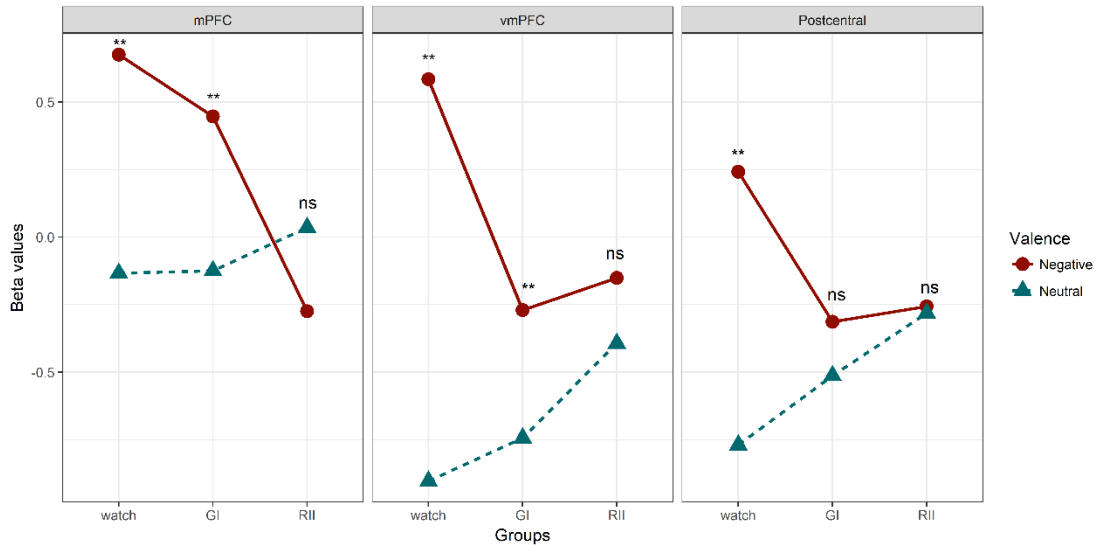 mPFC
vmPFC
Postcentral
**
**
ns
**
**
ns
**
ns
ns
0.5
0.0
-0.5
Beta values
watch
GI
RII
watch
GI
RII
watch
GI
RII
Groups
Valence
Negative
Neutral